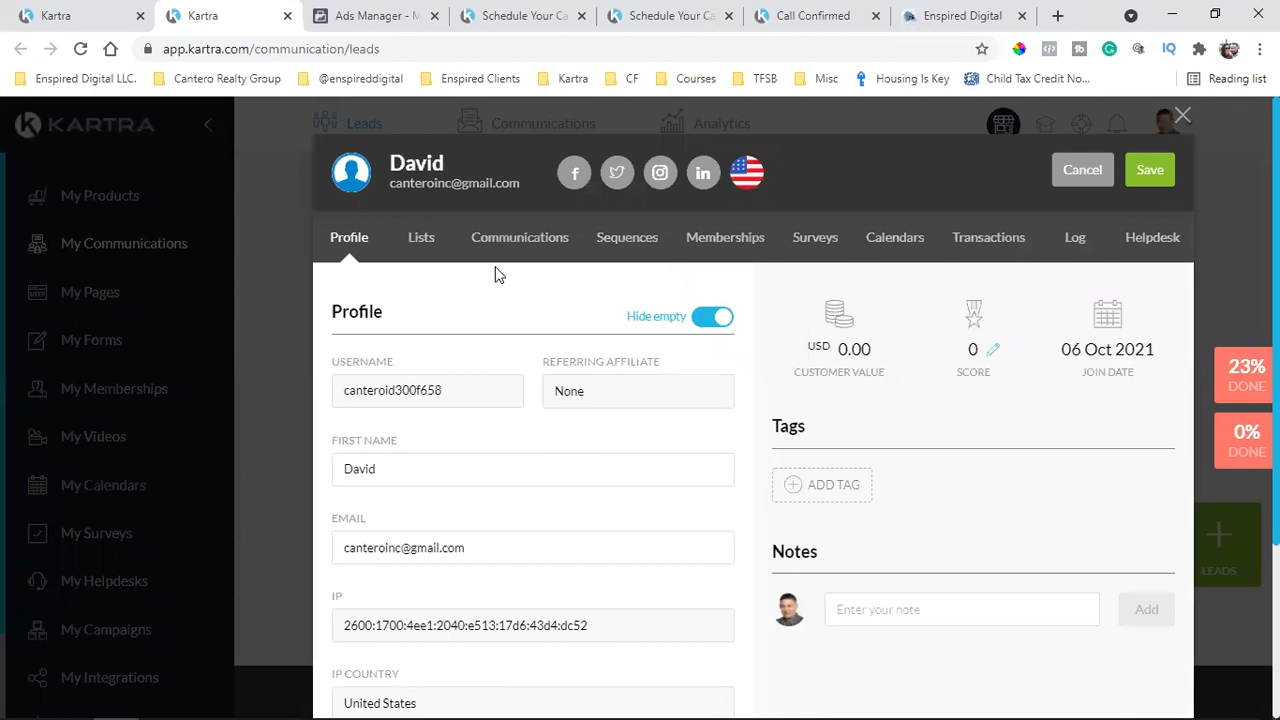 Kartra
Kartra
Ads Manager - M
Schedule Your Ca
Schedule Your Ca
Call Confirmed
Enspired Digital
app.kartra.com/communication/leads
IQ
Enspired Digital LLC.
Cantero Realty Group
@enspireddigital
Enspired Clients
Kartra
CF
Courses
TFSB
Misc
Housing Is Key
Child Tax Credit No...
Reading list
KARTRA
Leads
Communications
Analytics
My Products
My Communications
My Pages
My Forms
My Memberships
My Videos
My Calendars
My Surveys
My Helpdesks
My Campaigns
My Integrations
David
canteroinc@gmail.com
Cancel
Save
Profile
Lists
Communications
Sequences
Memberships
Surveys
Calendars
Transactions
Log
Helpdesk
Profile
Hide empty
USERNAME
canteroid300f658
REFERRING AFFILIATE
None
FIRST NAME
David
EMAIL
canteroinc@gmail.com
IP
2600:1700:4ee1:2040:e513:17d6:43d4:dc52
IP COUNTRY
United States
USD 0.00
CUSTOMER VALUE
0
SCORE
06 Oct 2021
JOIN DATE
Tags
ADD TAG
Notes
Enter your note
Add
23%
DONE
0%
DONE
LEADS